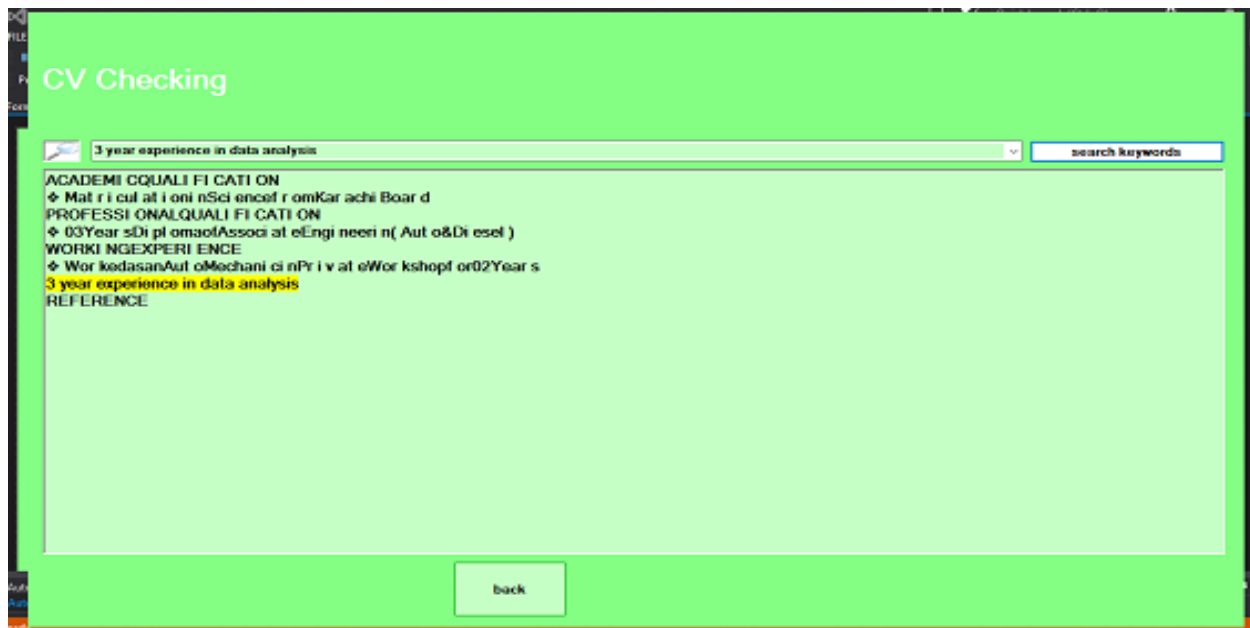 FILE
CV Checking
3 year experience in data analysis
search keywords
ACADEMI CQUALI FI CATI ON
❖ Mat r i cul at i oni nSci encef r omKar achi Boar d
PROFESSI ONALQUALI FI CATI ON
❖ 03Year sDi pl omaofAssoci at eEngi neeri n( Aut o&Di esel )
WORKI NGEXPERI ENCE
❖ Wor kedasanAut oMechani ci nPr i v at eWor kshopf or02Year s
3 year experience in data analysis
REFERENCE
back